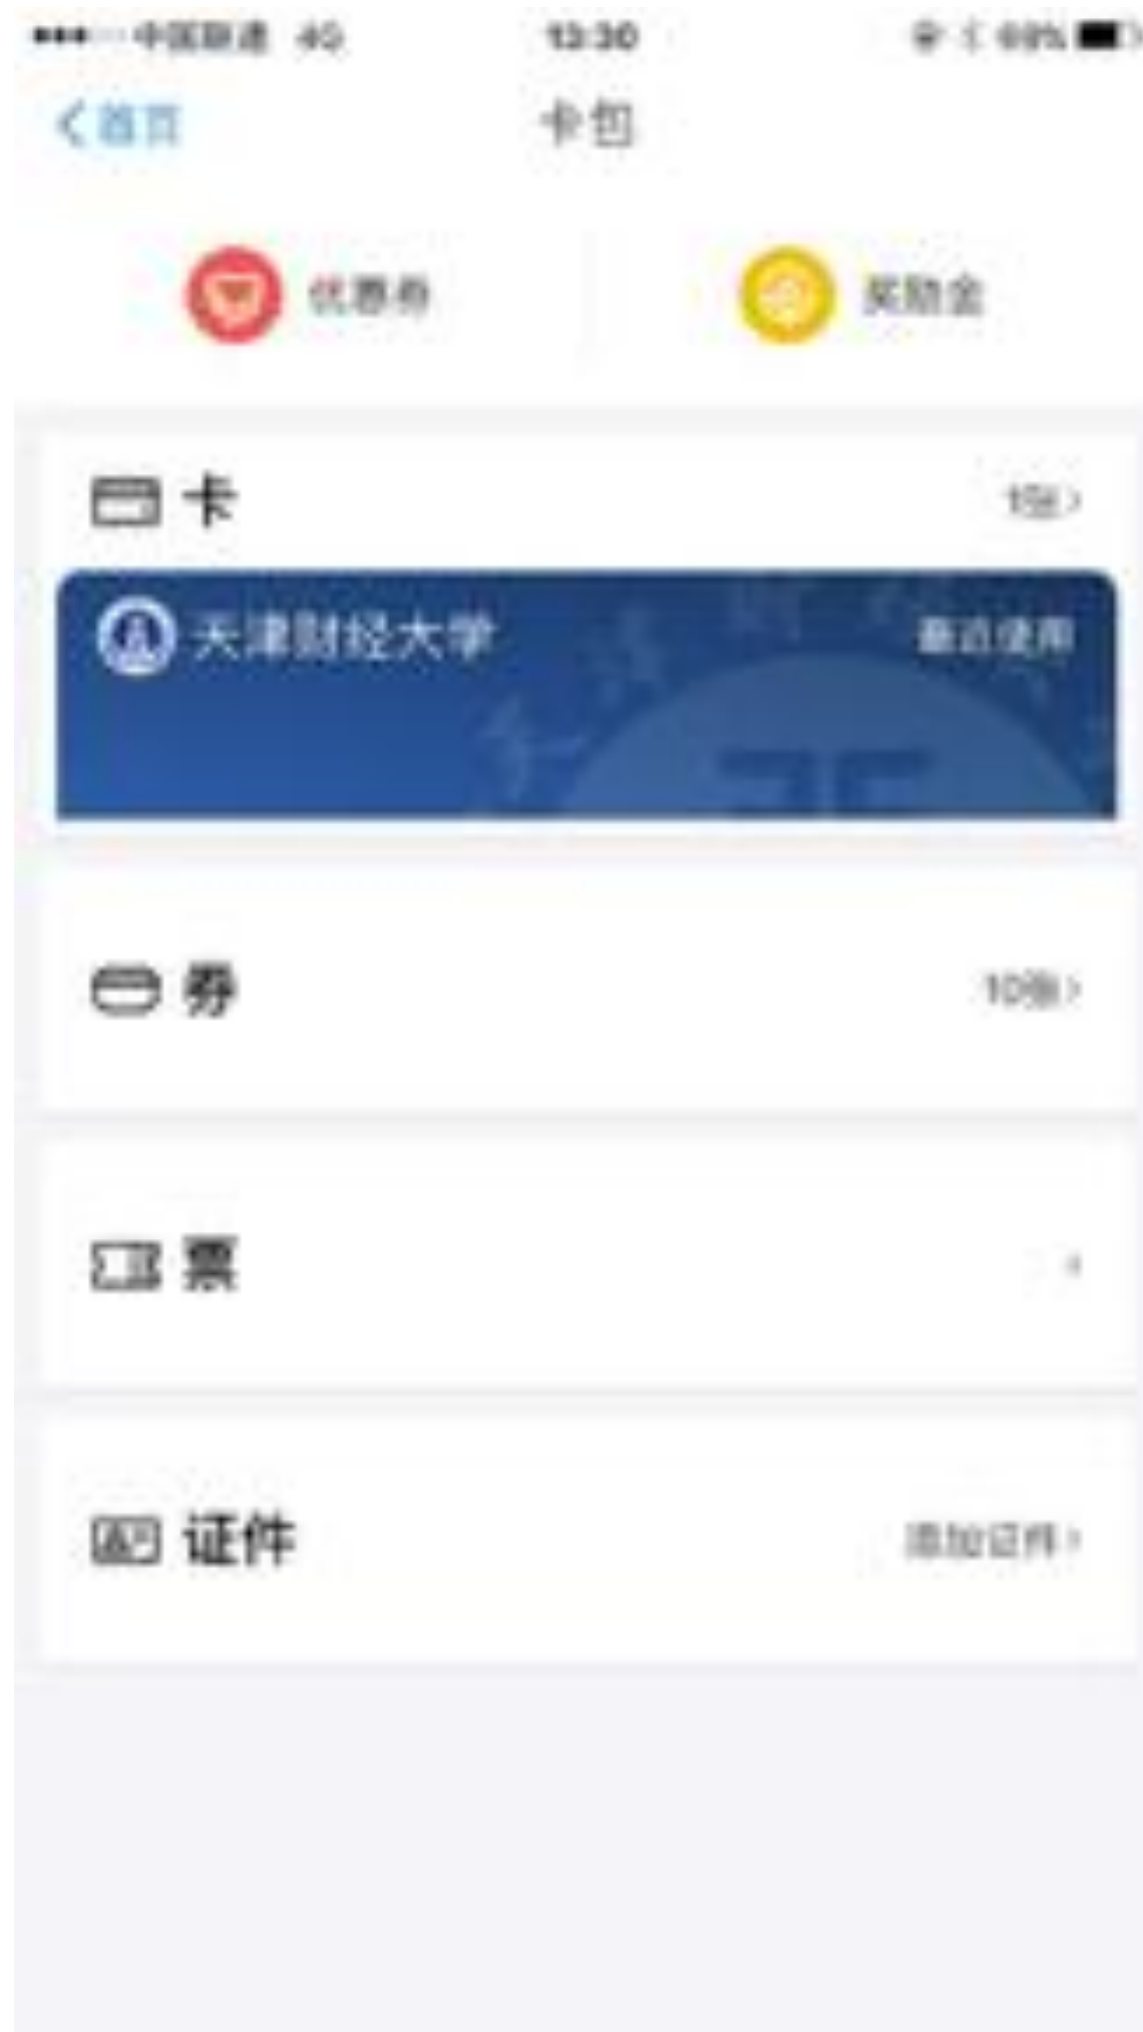 中国联通 4G 13:30 69%
首页 卡包
优惠券 奖励金
卡 1张
天津财经大学 最近使用
券 10张
票
证件 添加证件